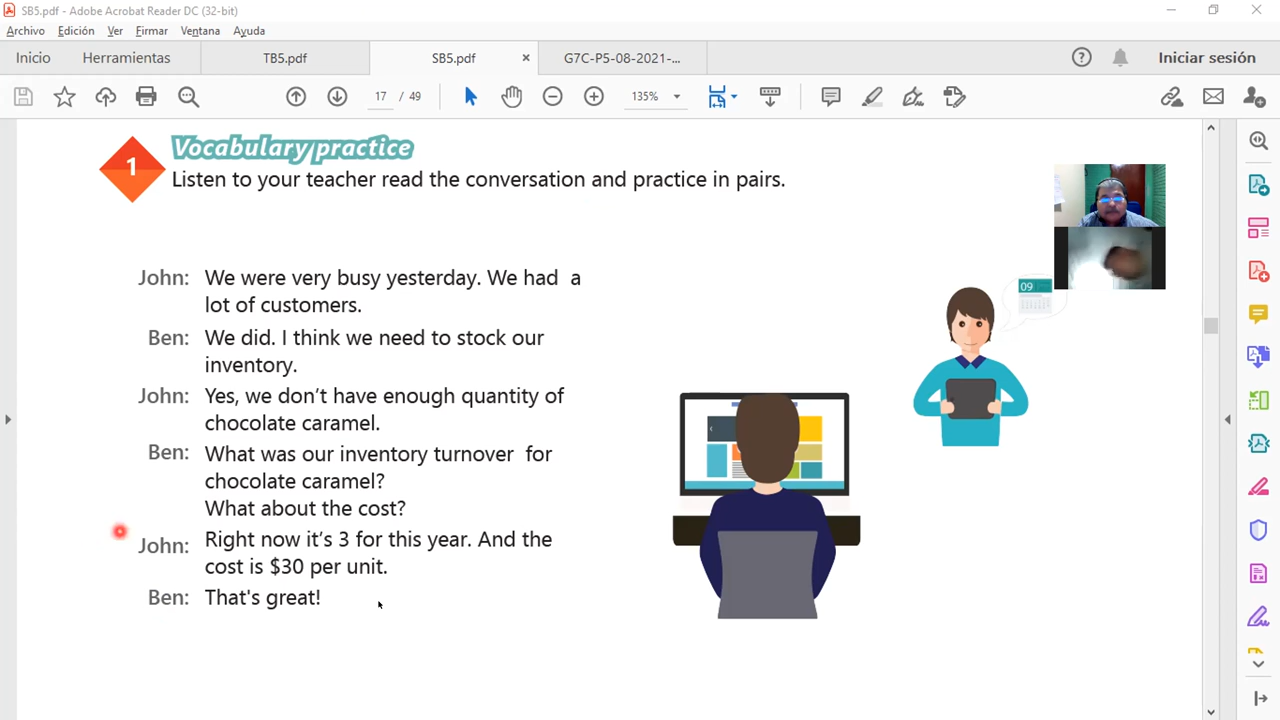 SB5.pdf - Adobe Acrobat Reader DC (32-bit)
Archivo Edición Ver Firmar Ventana Ayuda
Inicio Herramientas TB5.pdf SB5.pdf × G7C-P5-08-2021-... Iniciar sesión
17 / 49 135%
1 Vocabulary practice
Listen to your teacher read the conversation and practice in pairs.
John: We were very busy yesterday. We had a
lot of customers.
Ben: We did. I think we need to stock our
inventory.
John: Yes, we don't have enough quantity of
chocolate caramel.
Ben: What was our inventory turnover for
chocolate caramel?
What about the cost?
John: Right now it's 3 for this year. And the
cost is $30 per unit.
Ben: That's great!
09